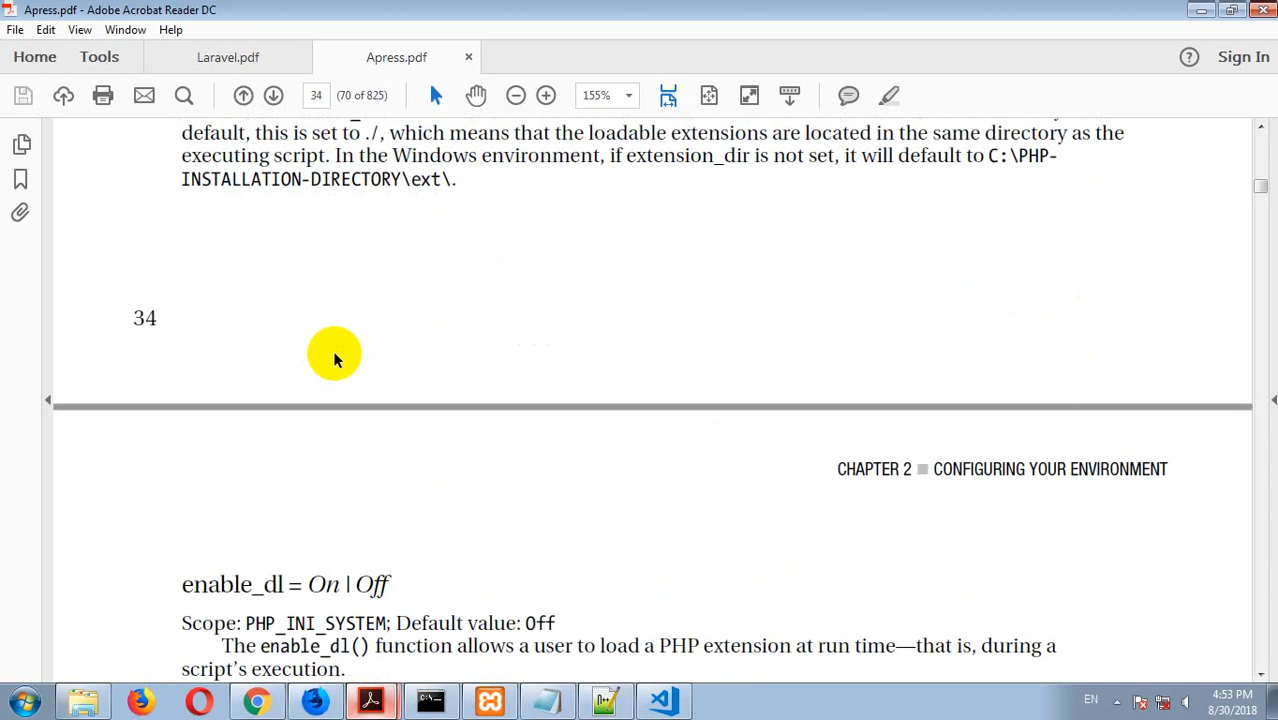 Apress.pdf - Adobe Acrobat Reader DC
File Edit View Window Help
Home Tools Laravel.pdf Apress.pdf × ? Sign In
34 (70 of 825) 155%
default, this is set to ./, which means that the loadable extensions are located in the same directory as the
executing script. In the Windows environment, if extension_dir is not set, it will default to C:\PHP-
INSTALLATION-DIRECTORY\ext\.
34
CHAPTER 2 ■ CONFIGURING YOUR ENVIRONMENT
enable_dl = On | Off
Scope: PHP_INI_SYSTEM; Default value: Off
The enable_dl() function allows a user to load a PHP extension at run time—that is, during a
script's execution.
EN 4:53 PM
8/30/2018